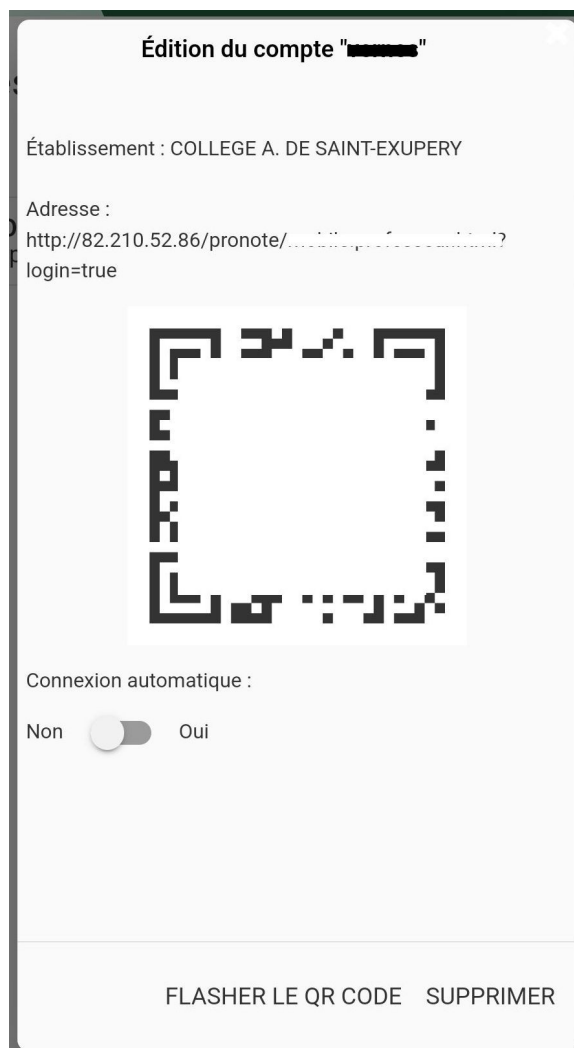 Édition du compte ""
Établissement : COLLEGE A. DE SAINT-EXUPERY
Adresse :
http://82.210.52.86/pronote/
login=true
Connexion automatique :
Non Oui
FLASHER LE QR CODE SUPPRIMER